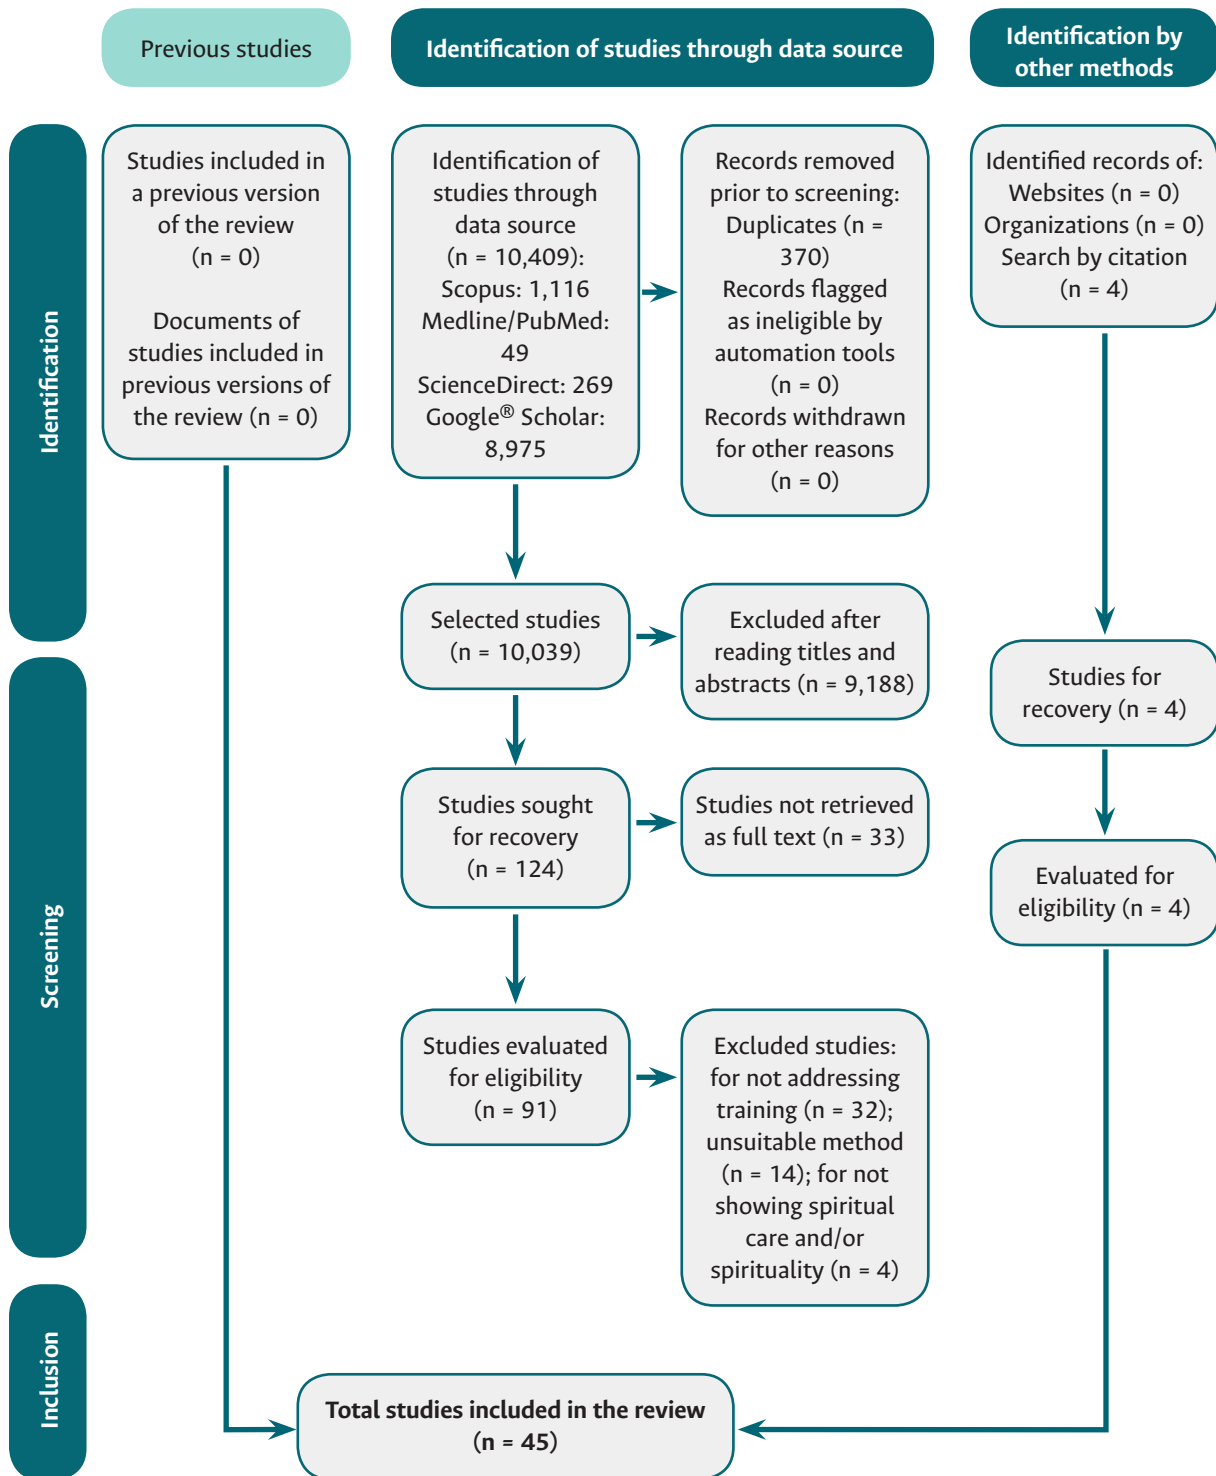 Previous studies
Identification of studies through data source
Identification by
other methods
Identification
Studies included in
a previous version
of the review
(n = 0)
Documents of
studies included in
previous versions of
the review (n = 0)
Identification of
studies through
data source
(n = 10,409):
Scopus: 1,116
Medline/PubMed:
49
ScienceDirect: 269
Google® Scholar:
8,975
Records removed
prior to screening:
Duplicates (n =
370)
Records flagged
as ineligible by
automation tools
(n = 0)
Records withdrawn
for other reasons
(n = 0)
Identified records of:
Websites (n = 0)
Organizations (n = 0)
Search by citation
(n = 4)
Selected studies
(n = 10,039)
Excluded after
reading titles and
abstracts (n = 9,188)
Screening
Studies for
recovery (n = 4)
Studies sought
for recovery
(n = 124)
Studies not retrieved
as full text (n = 33)
Evaluated for
eligibility (n = 4)
Studies evaluated
for eligibility
(n = 91)
Excluded studies:
for not addressing
training (n = 32);
unsuitable method
(n = 14); for not
showing spiritual
care and/or
spirituality (n = 4)
Inclusion
Total studies included in the review
(n = 45)